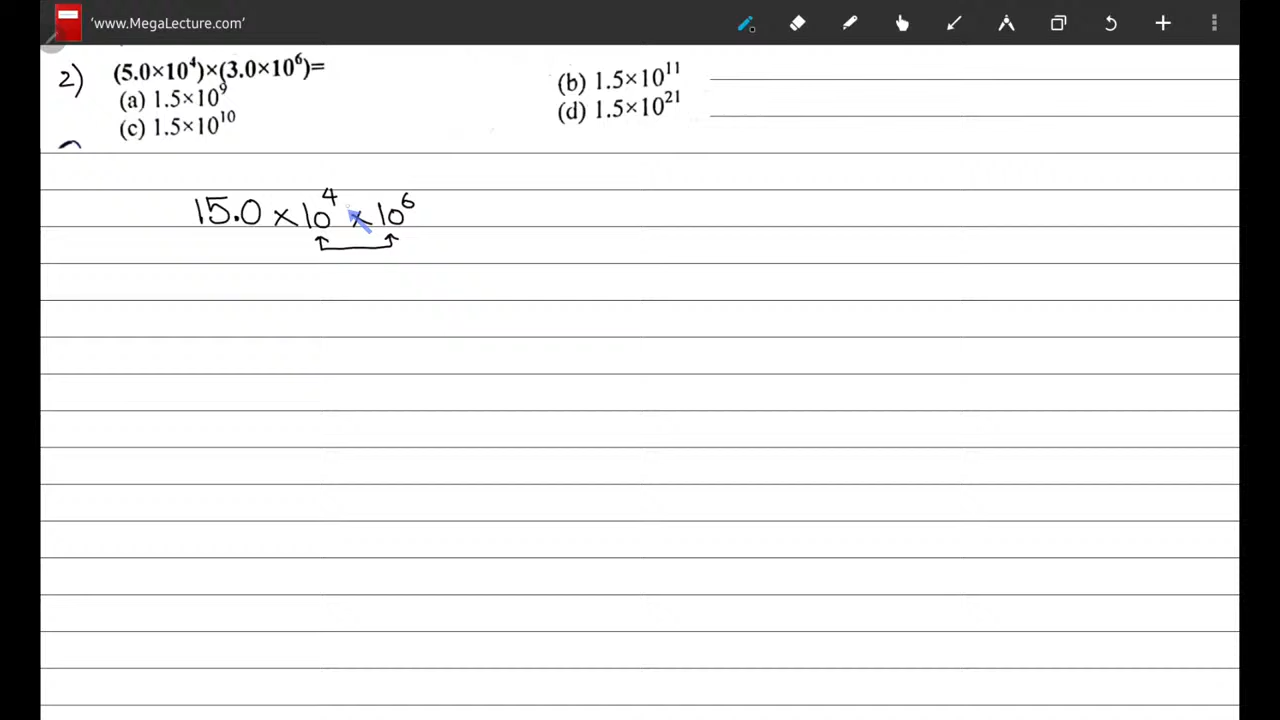 ‘www.MegaLecture.com’
2) (5.0×10⁴)×(3.0×10⁶)=
(a) 1.5×10⁹ (b) 1.5×10¹¹
(c) 1.5×10¹⁰ (d) 1.5×10²¹
15.0 × 10⁴ × 10⁶